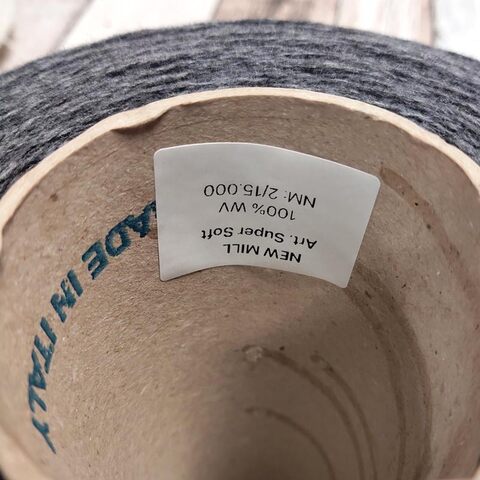 NEW MILL
Art. Super Soft
100% WV
NM: 2/15.000
MADE IN ITALY